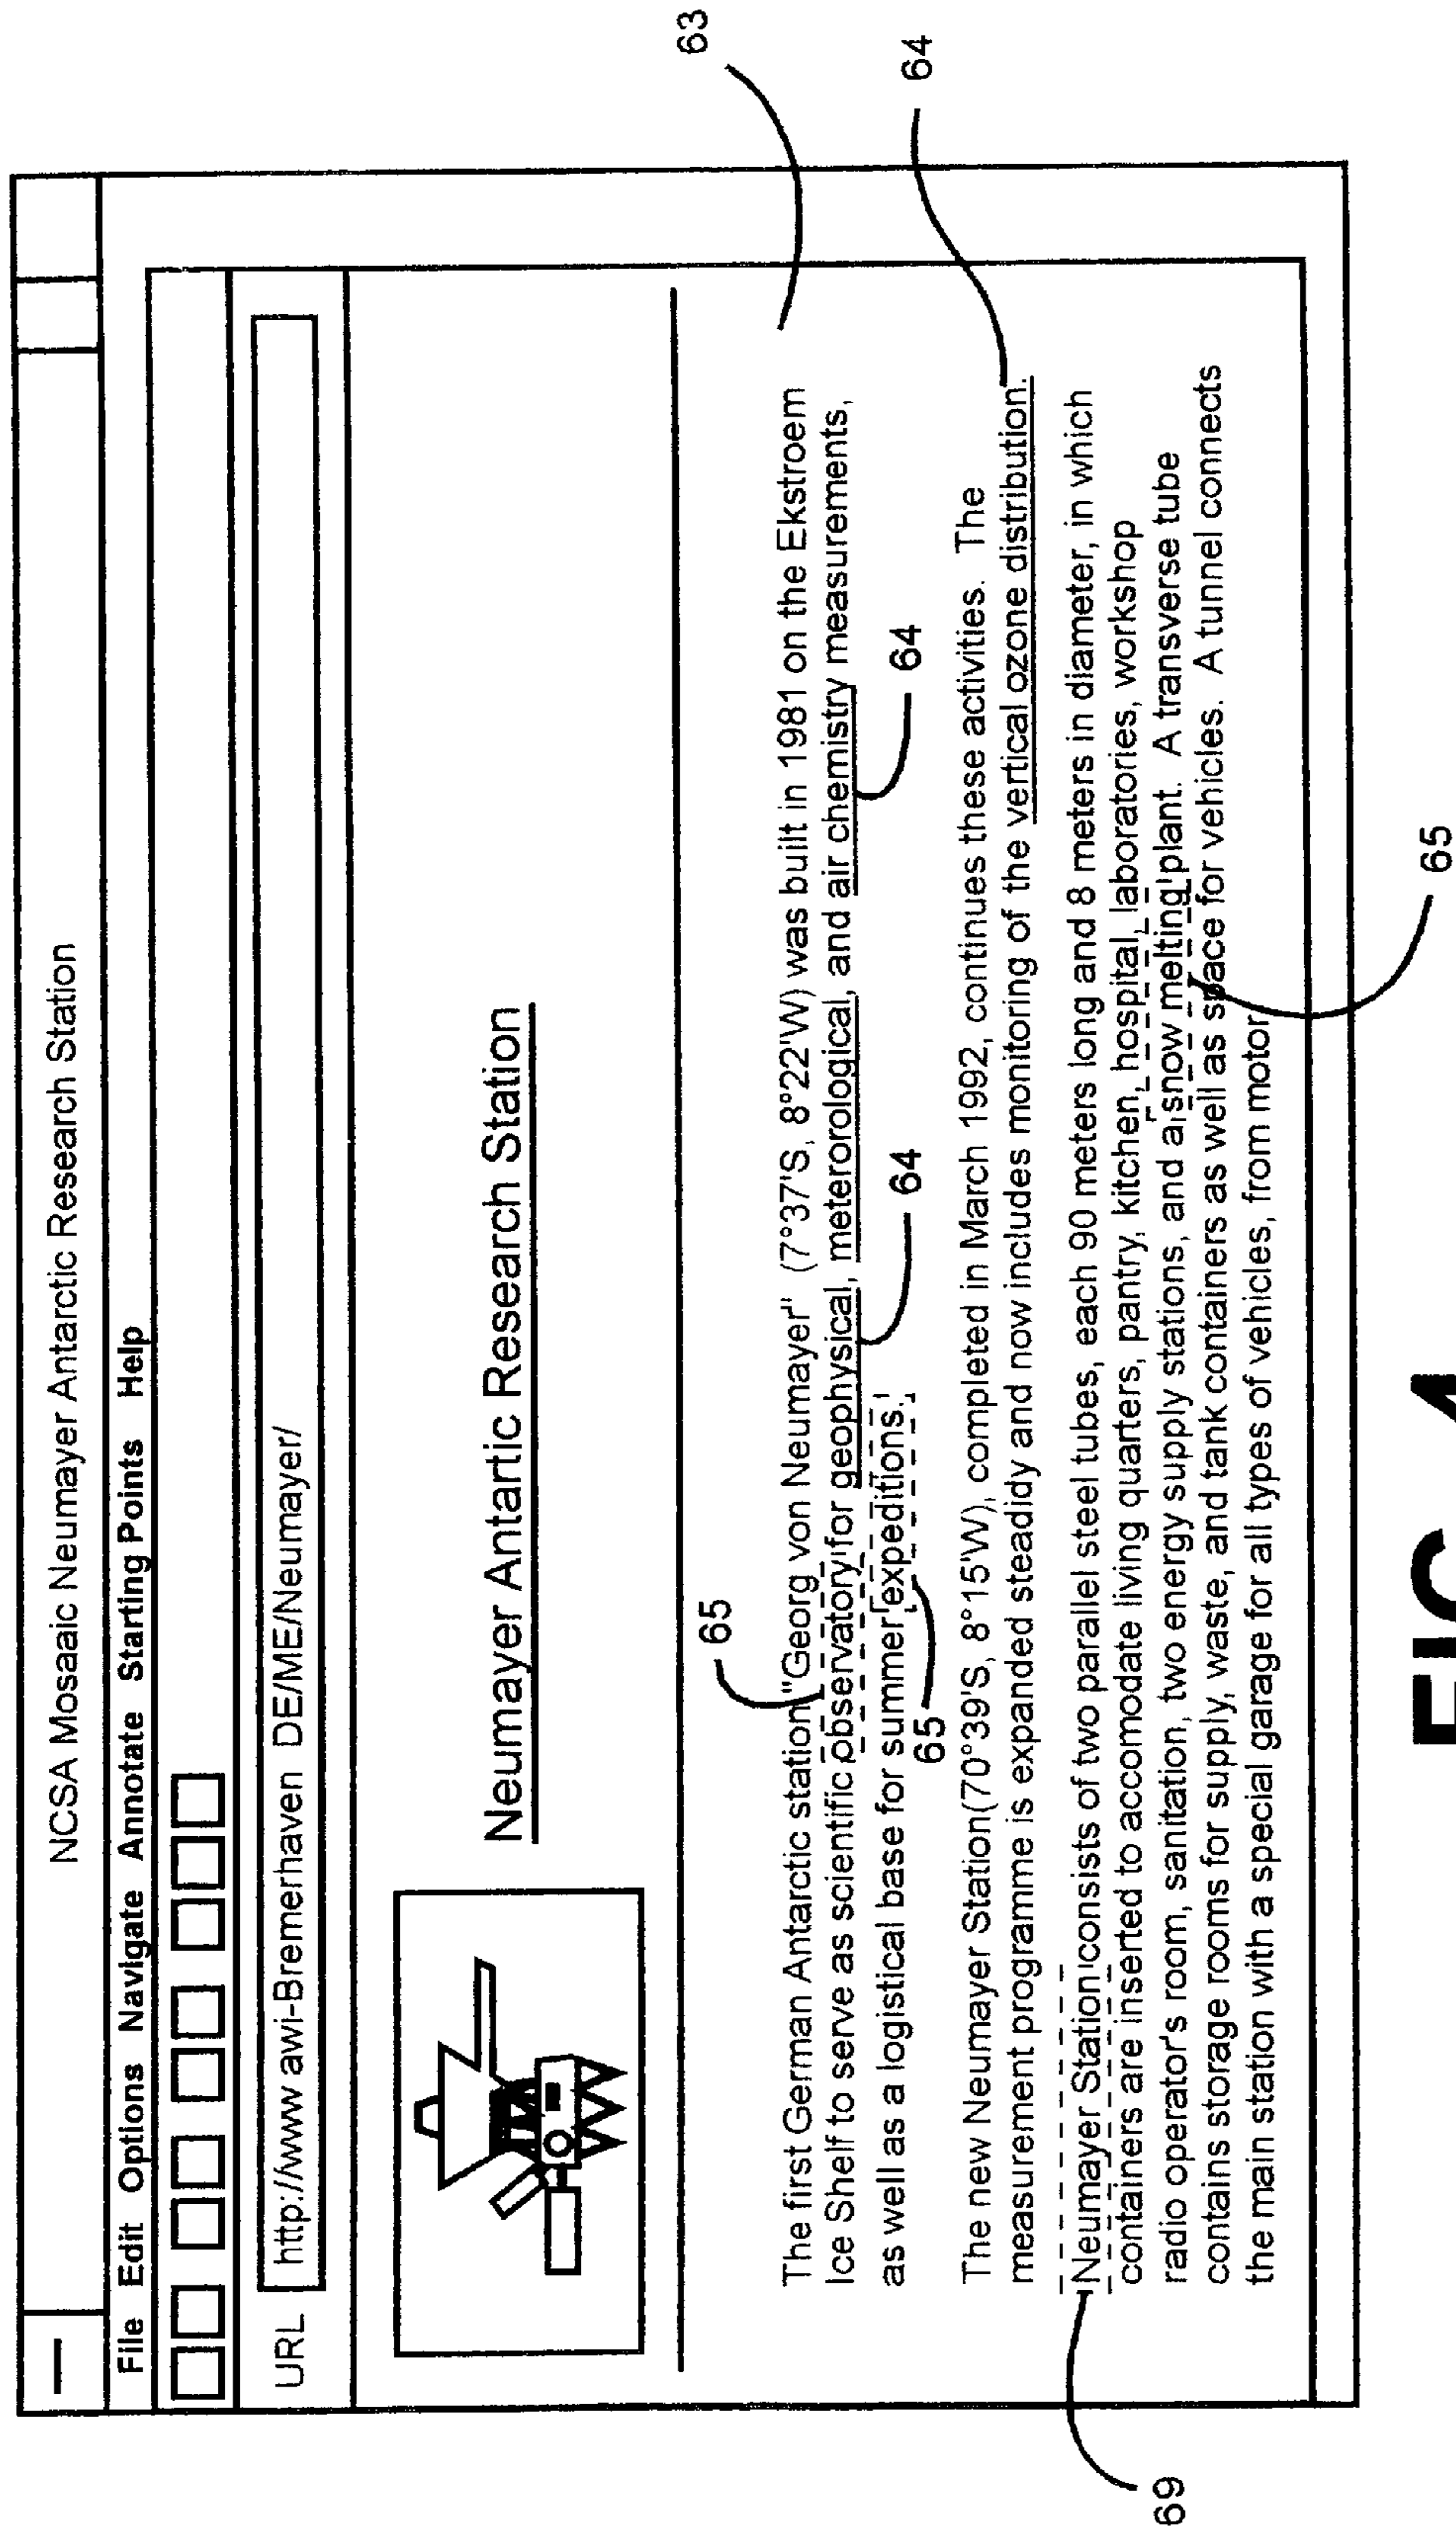 NCSA Mosaaic Neumayer Antarctic Research Station
File Edit Options Navigate Annotate Starting Points Help
URL http://www awi-Bremerhaven DE/ME/Neumayer/
Neumayer Antartic Research Station
63
65
The first German Antarctic station "Georg von Neumayer" (7°37'S, 8°22'W) was built in 1981 on the Ekstroem
Ice Shelf to serve as scientific observatory for geophysical, meterorological, and air chemistry measurements,
as well as a logistical base for summer expeditions.
65
64
64
64
The new Neumayer Station(70°39'S, 8°15'W), completed in March 1992, continues these activities. The
measurement programme is expanded steadidy and now includes monitoring of the vertical ozone distribution.
Neumayer Station consists of two parallel steel tubes, each 90 meters long and 8 meters in diameter, in which
containers are inserted to accomodate living quarters, pantry, kitchen, hospital, laboratories, workshop
radio operator's room, sanitation, two energy supply stations, and a snow melting plant. A transverse tube
contains storage rooms for supply, waste, and tank containers as well as space for vehicles. A tunnel connects
the main station with a special garage for all types of vehicles, from motor
69
65